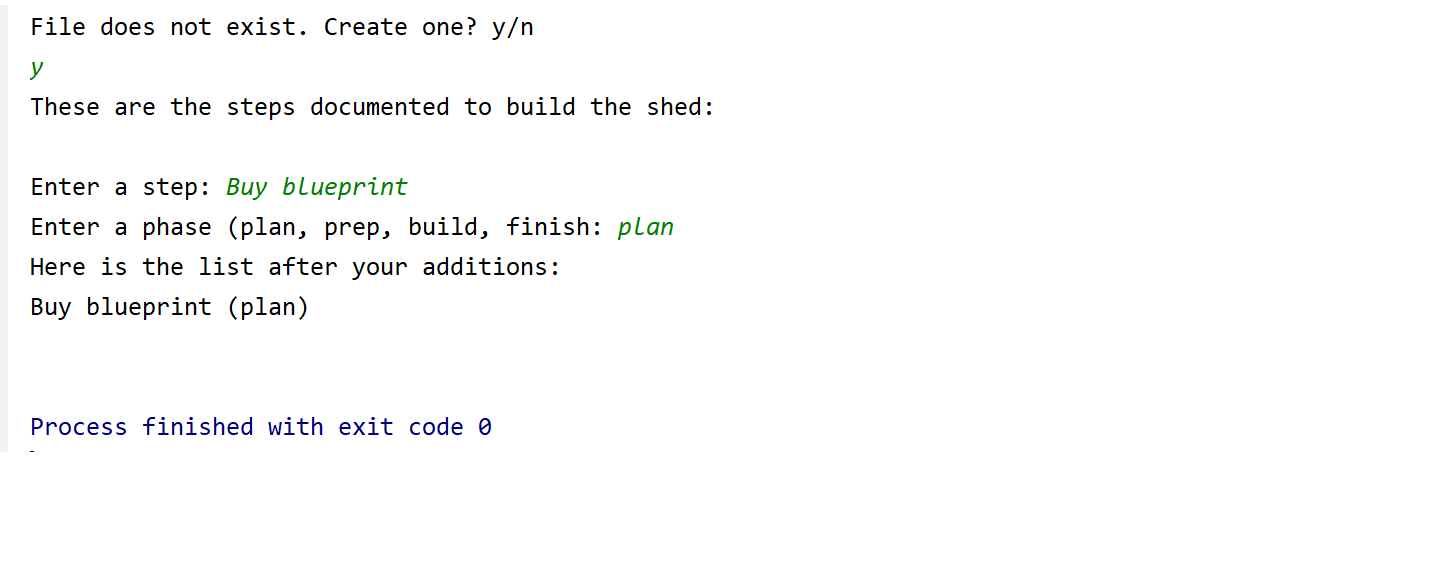 File does not exist. Create one? y/n
y
These are the steps documented to build the shed:
Enter a step: Buy blueprint
Enter a phase (plan, prep, build, finish: plan
Here is the list after your additions:
Buy blueprint (plan)
Process finished with exit code 0